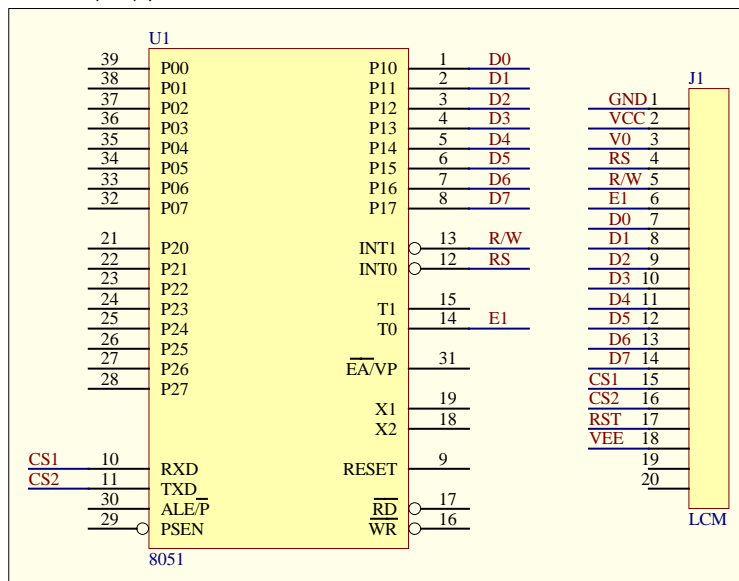 U1
39 P00 P10 1 D0
38 P01 P11 2 D1
37 P02 P12 3 D2
36 P03 P13 4 D3
35 P04 P14 5 D4
34 P05 P15 6 D5
33 P06 P16 7 D6
32 P07 P17 8 D7
21 P20 INT1 13 R/W
22 P21 INT0 12 RS
23 P22
24 P23 T1 15
25 P24 T0 14 E1
26 P25
27 P26 EA/VP 31
28 P27
X1 19
X2 18
CS1 10 RXD RESET 9
CS2 11 TXD
30 ALE/P RD 17
29 PSEN WR 16
8051
J1
GND 1
VCC 2
V0 3
RS 4
R/W 5
E1 6
D0 7
D1 8
D2 9
D3 10
D4 11
D5 12
D6 13
D7 14
CS1 15
CS2 16
RST 17
VEE 18
19
20
LCM